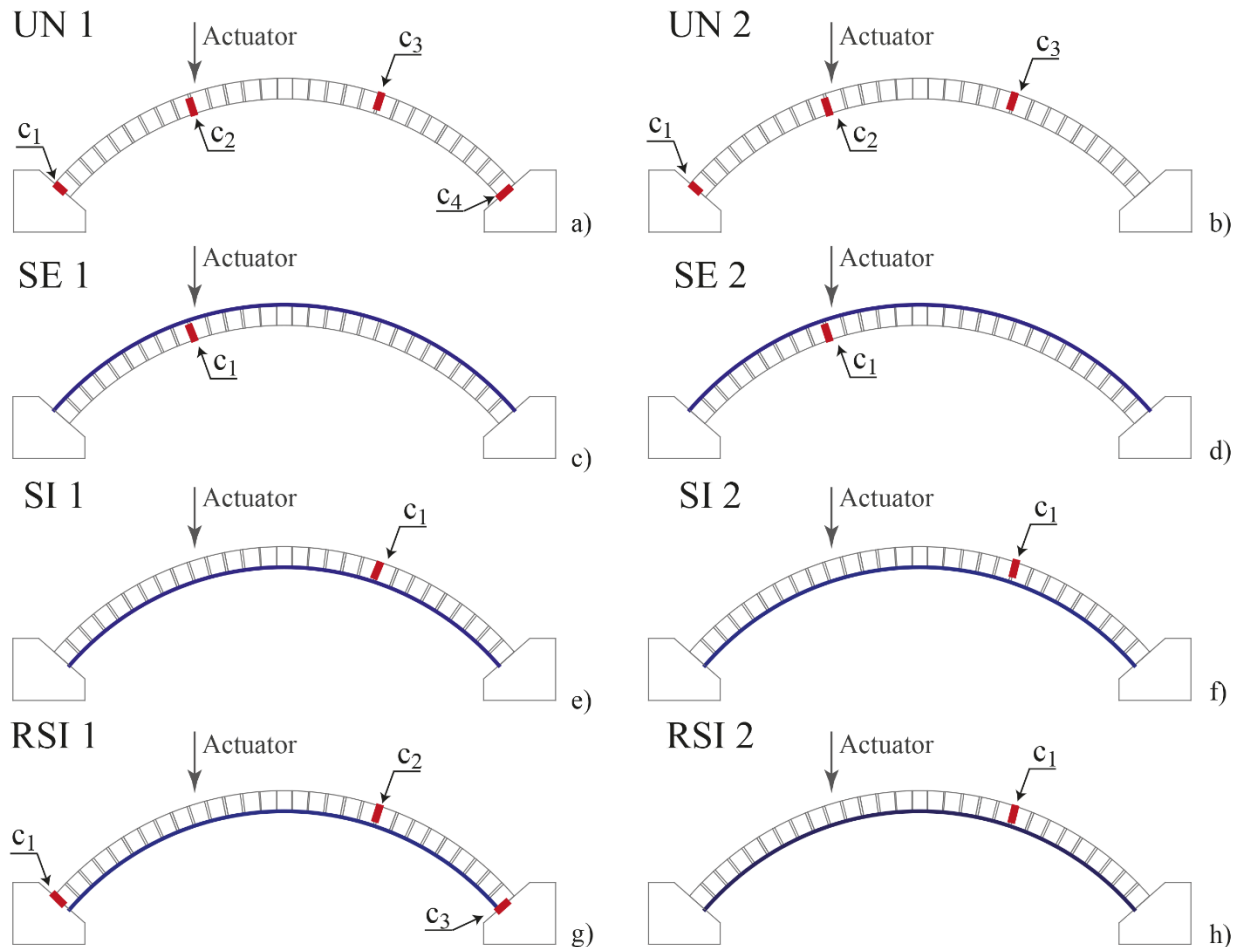 UN 1
Actuator
c1
c2
c3
c4
a)
UN 2
Actuator
c1
c2
c3
b)
SE 1
Actuator
c1
c)
SE 2
Actuator
c1
d)
SI 1
Actuator
c1
e)
SI 2
Actuator
c1
f)
RSI 1
Actuator
c1
c2
c3
g)
RSI 2
Actuator
c1
h)